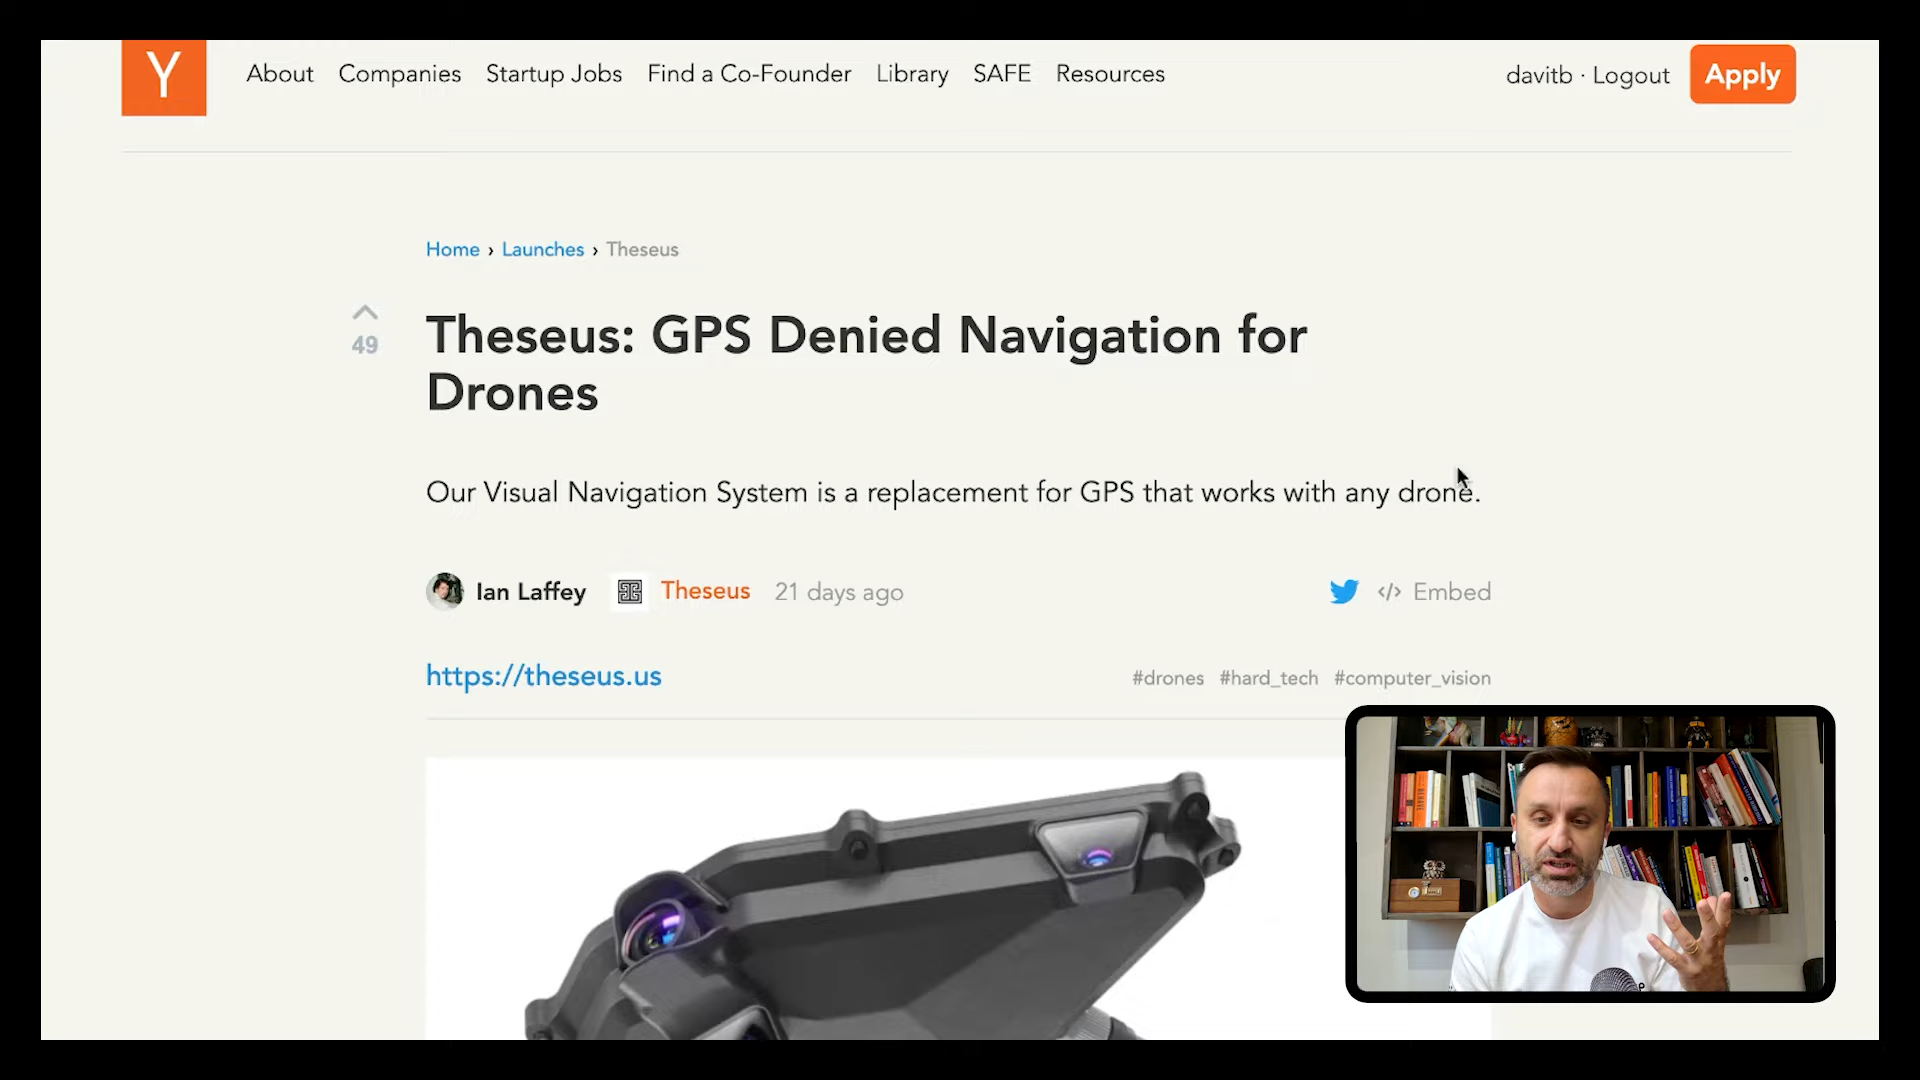 Y
About Companies Startup Jobs Find a Co-Founder Library SAFE Resources
davitb · Logout Apply
Home › Launches › Theseus
49
Theseus: GPS Denied Navigation for
Drones
Our Visual Navigation System is a replacement for GPS that works with any drone.
Ian Laffey Theseus 21 days ago
</> Embed
https://theseus.us
#drones #hard_tech #computer_vision